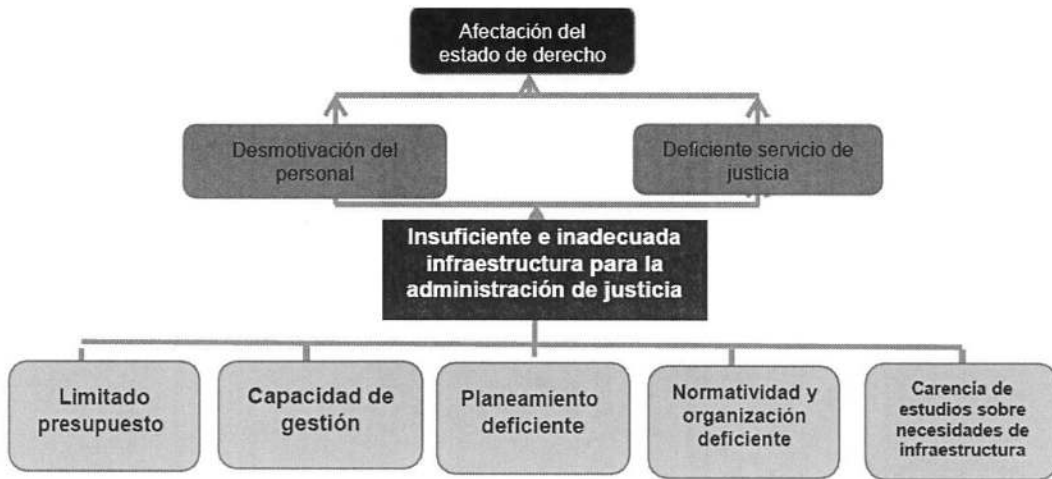 Afectación del
estado de derecho
Desmotivación del
personal
Deficiente servicio de
justicia
Insuficiente e inadecuada
infraestructura para la
administración de justicia
Limitado
presupuesto
Capacidad de
gestión
Planeamiento
deficiente
Normatividad y
organización
deficiente
Carencia de
estudios sobre
necesidades de
infraestructura